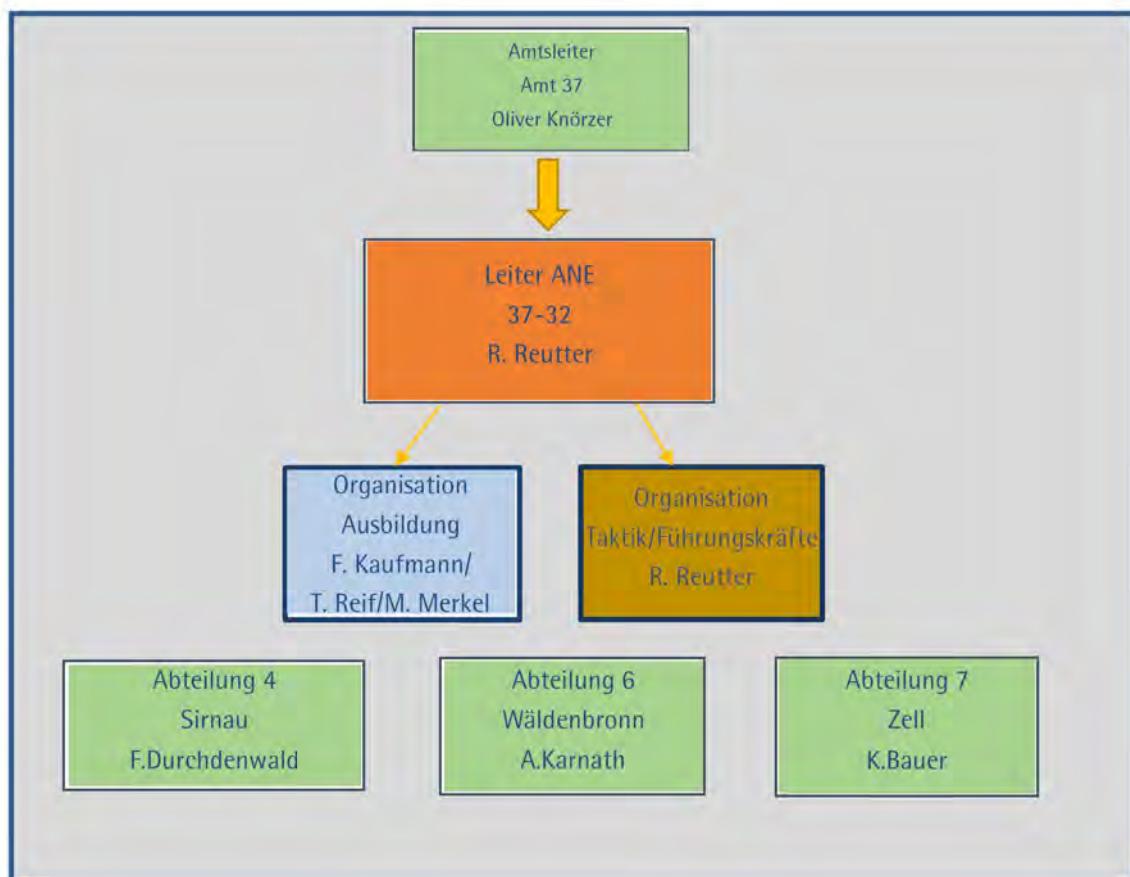 Amtsleiter
Amt 37
Oliver Knörzer
Leiter ANE
37-32
R. Reutter
Organisation
Ausbildung
F. Kaufmann/
T. Reif/M. Merkel
Organisation
Taktik/Führungskräfte
R. Reutter
Abteilung 4
Sirnau
F.Durchdenwald
Abteilung 6
Wäldenbronn
A.Karnath
Abteilung 7
Zell
K.Bauer